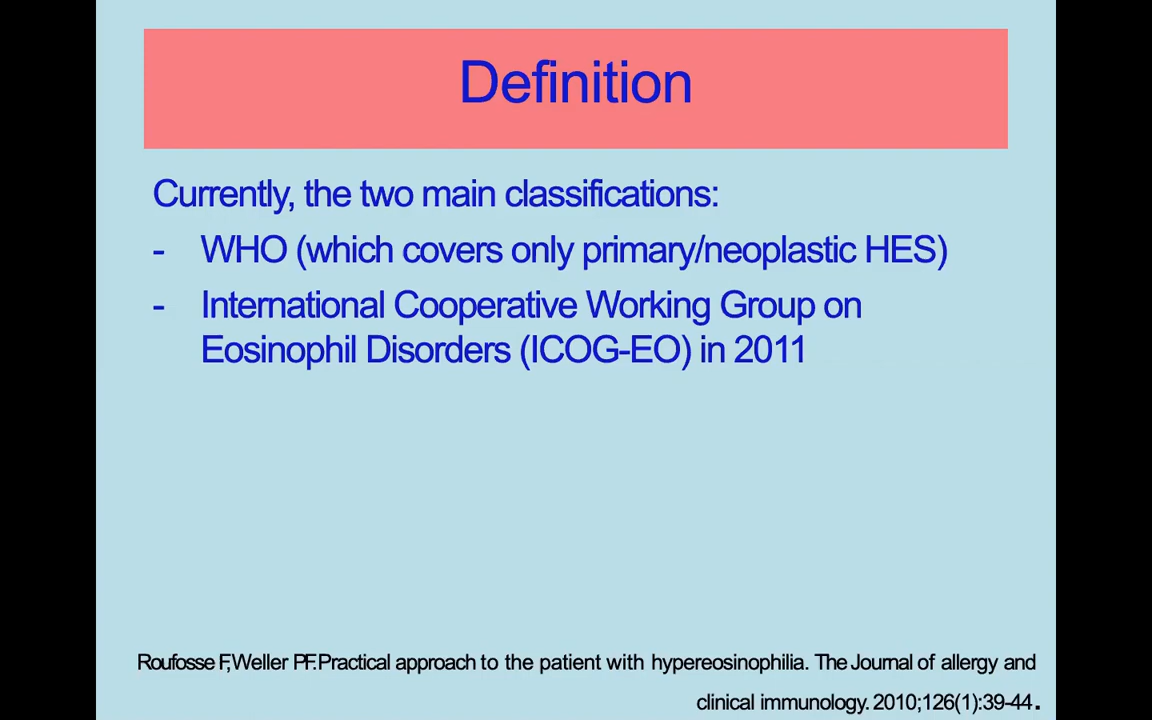 Definition
Currently, the two main classifications:
- WHO (which covers only primary/neoplastic HES)
- International Cooperative Working Group on
Eosinophil Disorders (ICOG-EO) in 2011
Roufosse F,Weller PF.Practical approach to the patient with hypereosinophilia. The Journal of allergy and
clinical immunology. 2010;126(1):39-44.